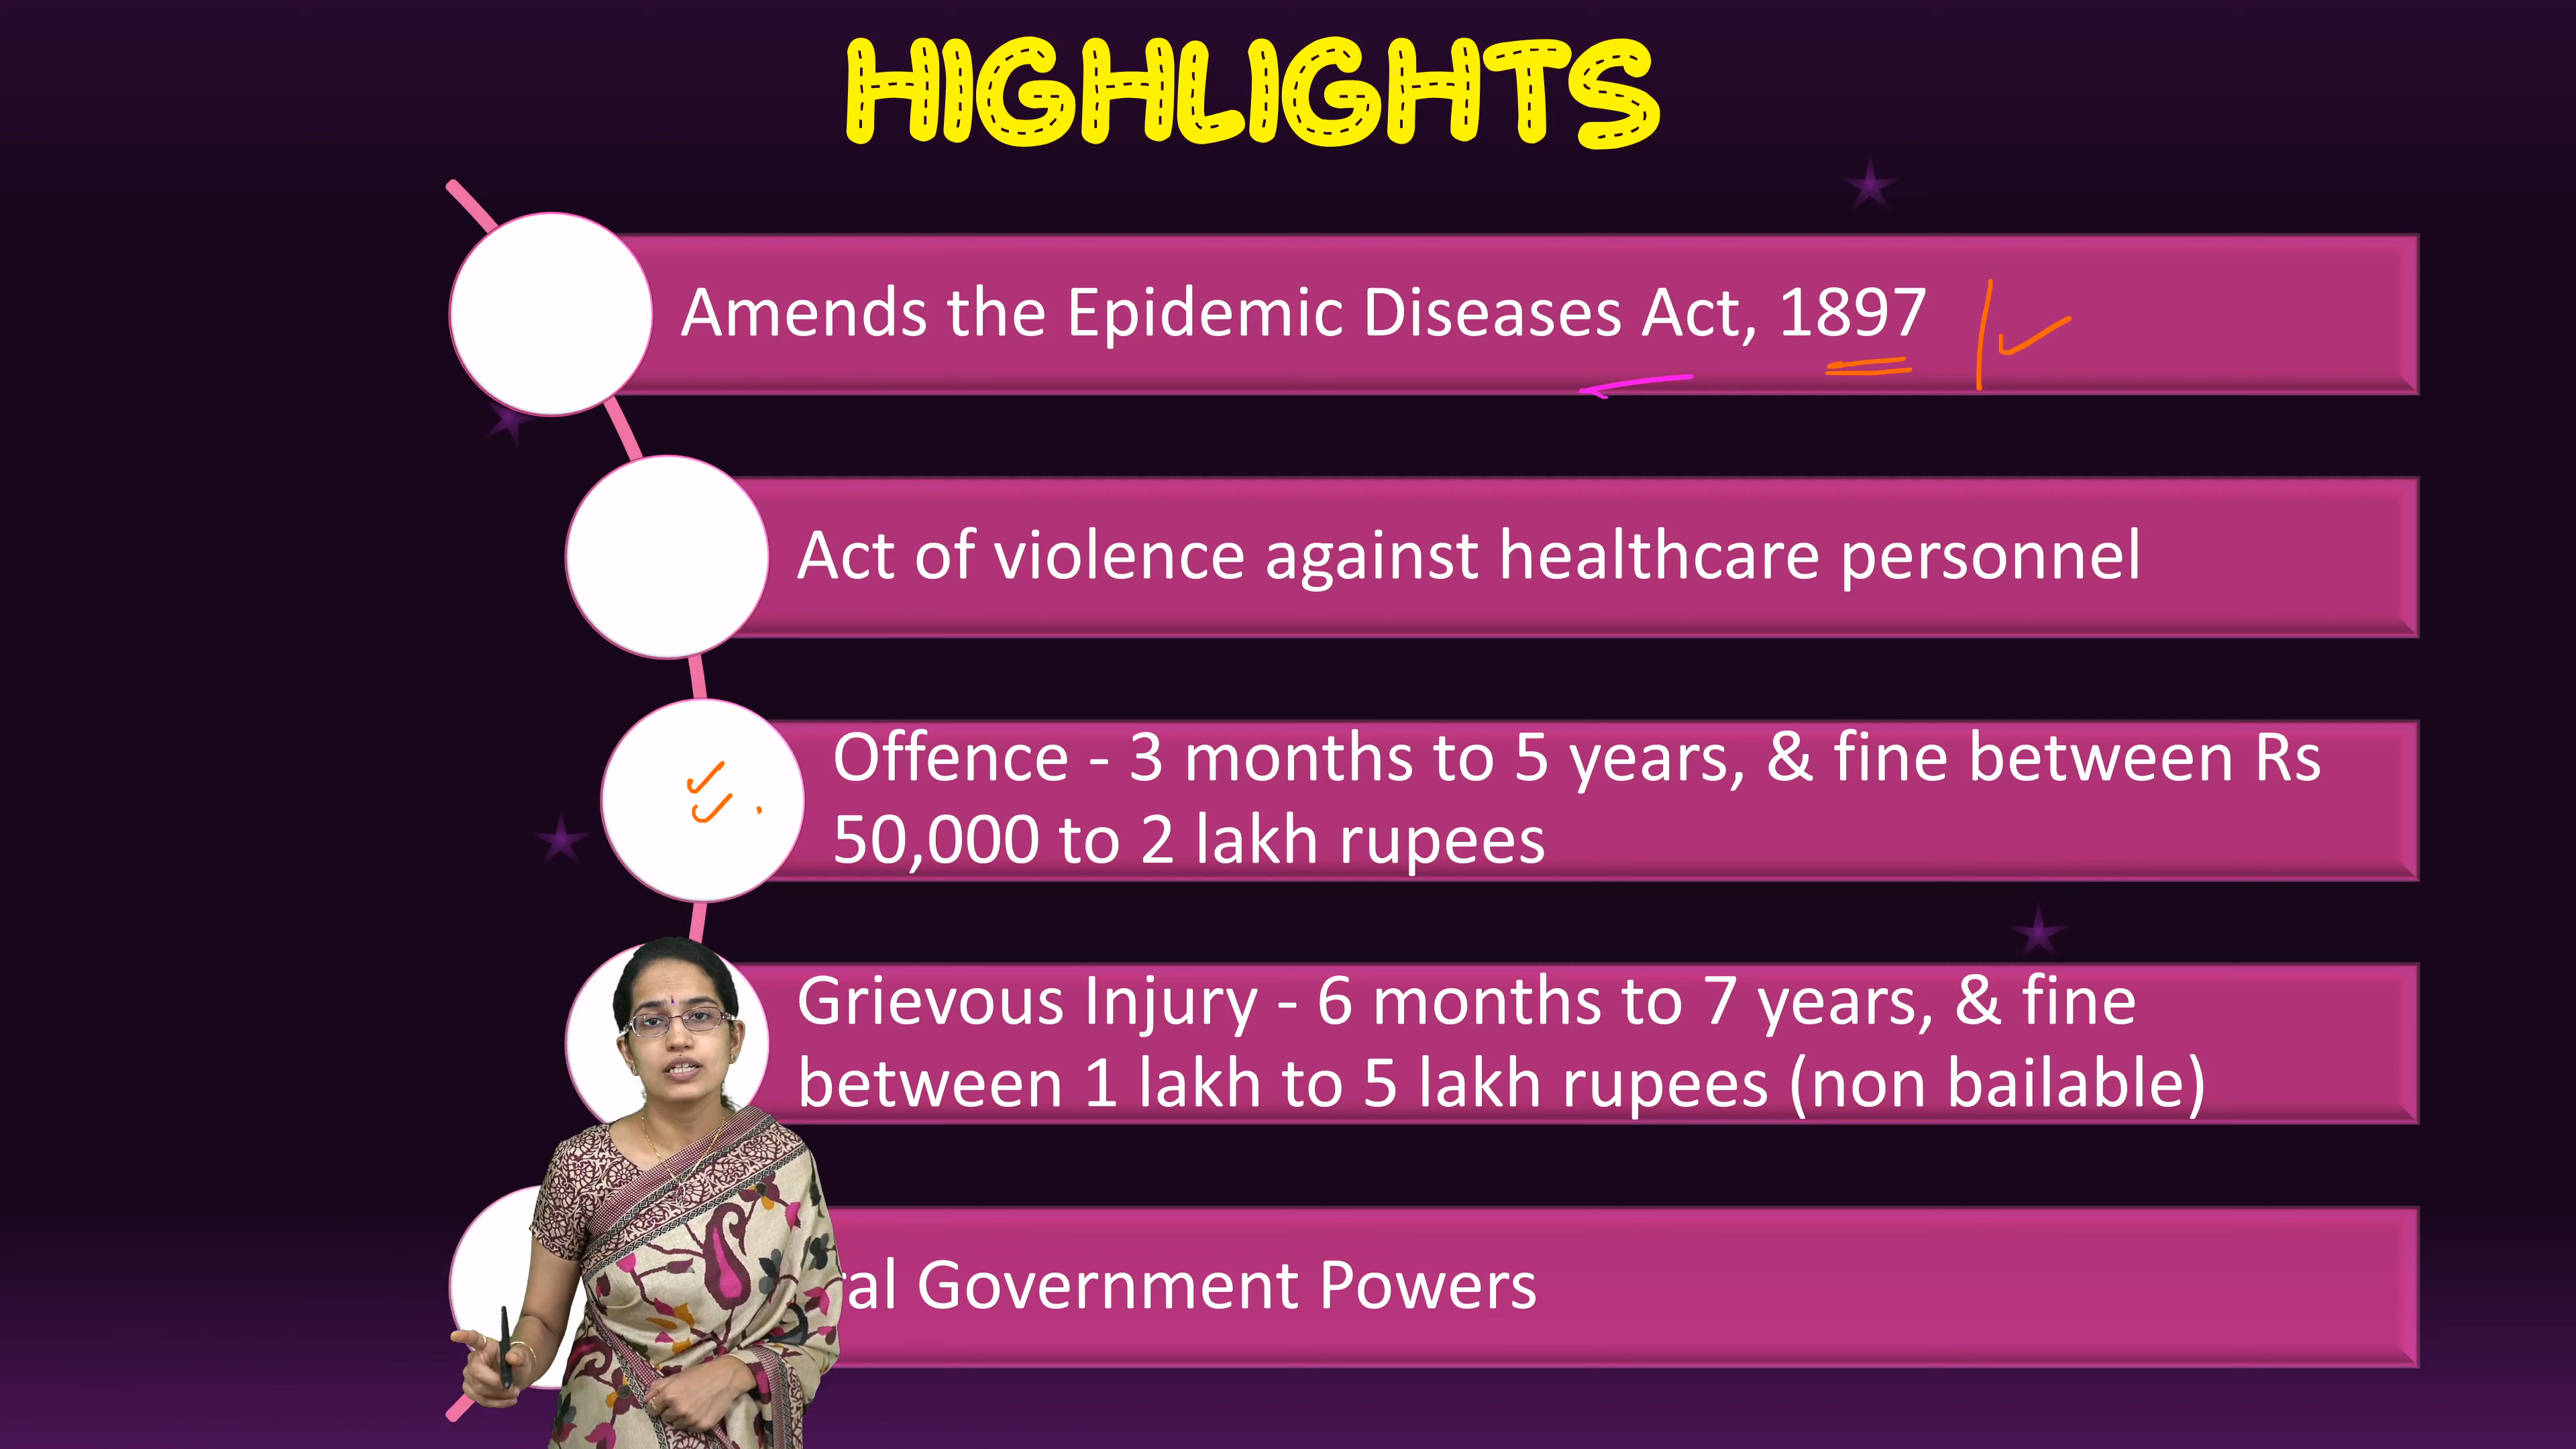 HIGHLIGHTS
Amends the Epidemic Diseases Act, 1897
Act of violence against healthcare personnel
Offence - 3 months to 5 years, & fine between Rs
50,000 to 2 lakh rupees
Grievous Injury - 6 months to 7 years, & fine
between 1 lakh to 5 lakh rupees (non bailable)
Government Powers